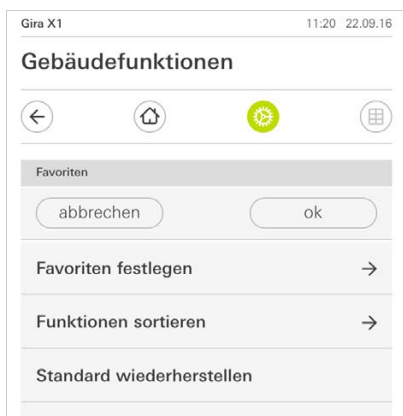 Gira X1 11:20 22.09.16
Gebäudefunktionen
Favoriten
abbrechen ok
Favoriten festlegen
Funktionen sortieren
Standard wiederherstellen